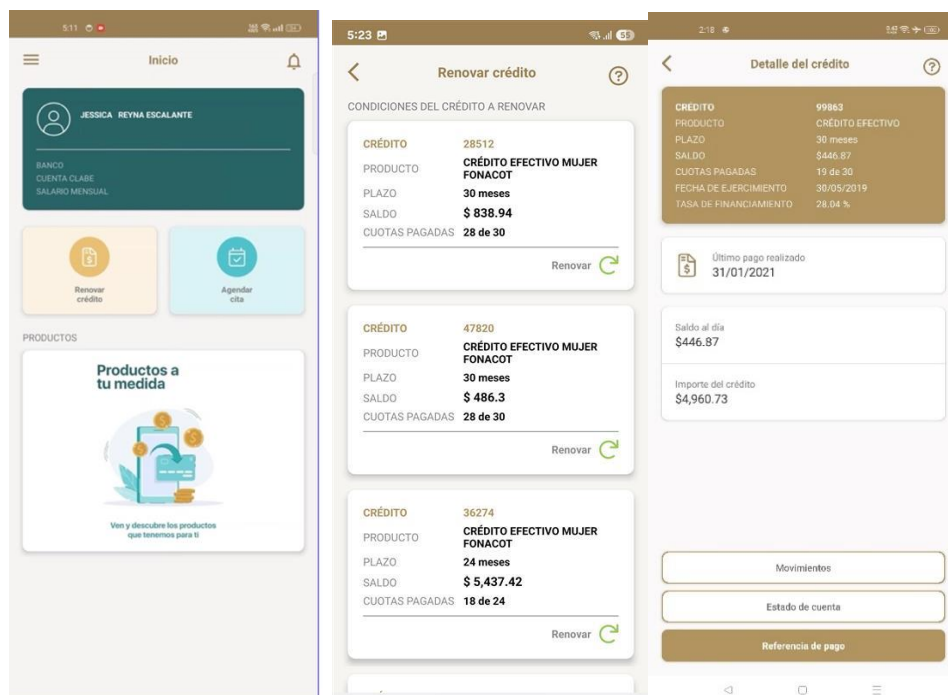 5:11
Inicio
JESSICA REYNA ESCALANTE
BANCO
CUENTA CLABE
SALARIO MENSUAL
Renovar
crédito
Agendar
cita
PRODUCTOS
Productos a
tu medida
Ven y descubre los productos
que tenemos para ti
5:23
55
Renovar crédito
CONDICIONES DEL CRÉDITO A RENOVAR
CRÉDITO 28512
PRODUCTO CRÉDITO EFECTIVO MUJER
FONACOT
PLAZO 30 meses
SALDO $ 838.94
CUOTAS PAGADAS 28 de 30
Renovar
CRÉDITO 47820
PRODUCTO CRÉDITO EFECTIVO MUJER
FONACOT
PLAZO 30 meses
SALDO $ 486.3
CUOTAS PAGADAS 28 de 30
Renovar
CRÉDITO 36274
PRODUCTO CRÉDITO EFECTIVO MUJER
FONACOT
PLAZO 24 meses
SALDO $ 5,437.42
CUOTAS PAGADAS 18 de 24
Renovar
2:18
Detalle del crédito
CRÉDITO 99863
PRODUCTO CRÉDITO EFECTIVO
PLAZO 30 meses
SALDO $446.87
CUOTAS PAGADAS 19 de 30
FECHA DE EJERCIMIENTO 30/05/2019
TASA DE FINANCIAMIENTO 28.04 %
Último pago realizado
31/01/2021
Saldo al día
$446.87
Importe del crédito
$4,960.73
Movimientos
Estado de cuenta
Referencia de pago